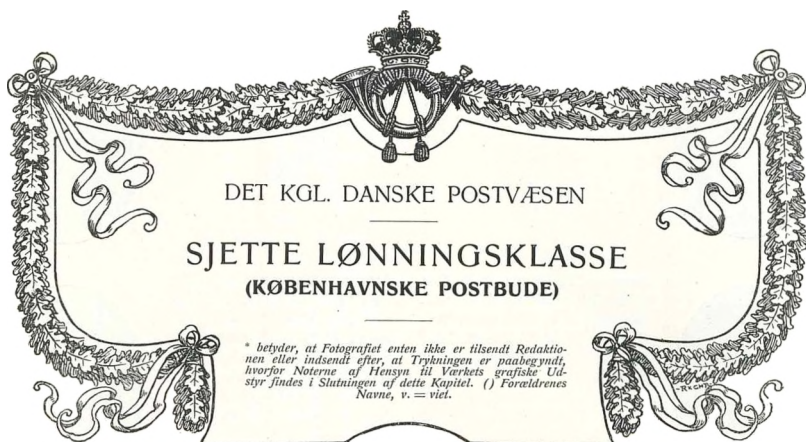 DET KGL. DANSKE POSTVÆSEN
SJETTE LØNNINGSKLASSE
(KØBENHAVNSKE POSTBUDE)
* betyder, at Fotografiet enten ikke er tilsendt Redaktio-
nen eller indsendt efter, at Trykningen er paabegyndt,
hvorfor Noterne af Hensyn til Værkets grafiske Ud-
styr findes i Slutningen af dette Kapitel. () Forældrenes
Navne, v. = viet.